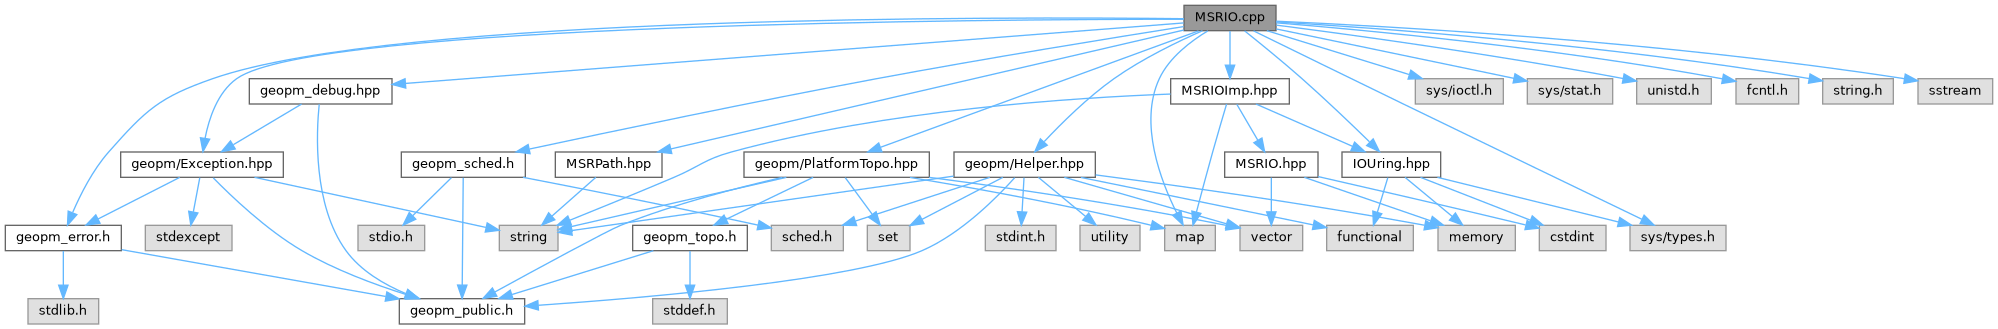 MSRIO.cpp
geopm_debug.hpp
MSRIOImp.hpp
sys/ioctl.h
sys/stat.h
unistd.h
fcntl.h
string.h
sstream
geopm/Exception.hpp
geopm_sched.h
MSRPath.hpp
geopm/PlatformTopo.hpp
geopm/Helper.hpp
MSRIO.hpp
IOUring.hpp
geopm_error.h
stdexcept
stdio.h
string
geopm_topo.h
sched.h
set
stdint.h
utility
map
vector
functional
memory
cstdint
sys/types.h
stdlib.h
geopm_public.h
stddef.h